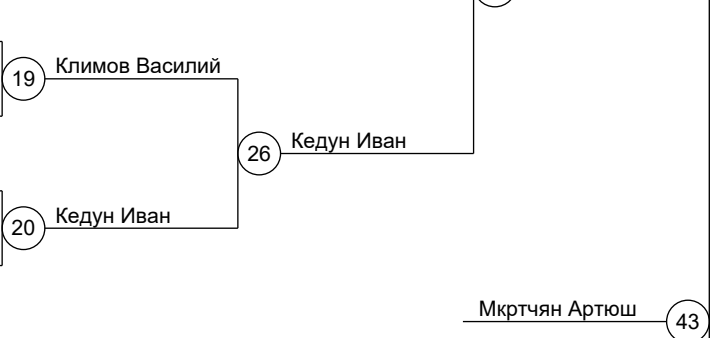 Климов Василий
19
Кедун Иван
26
Кедун Иван
20
Мкртчян Артюш
43